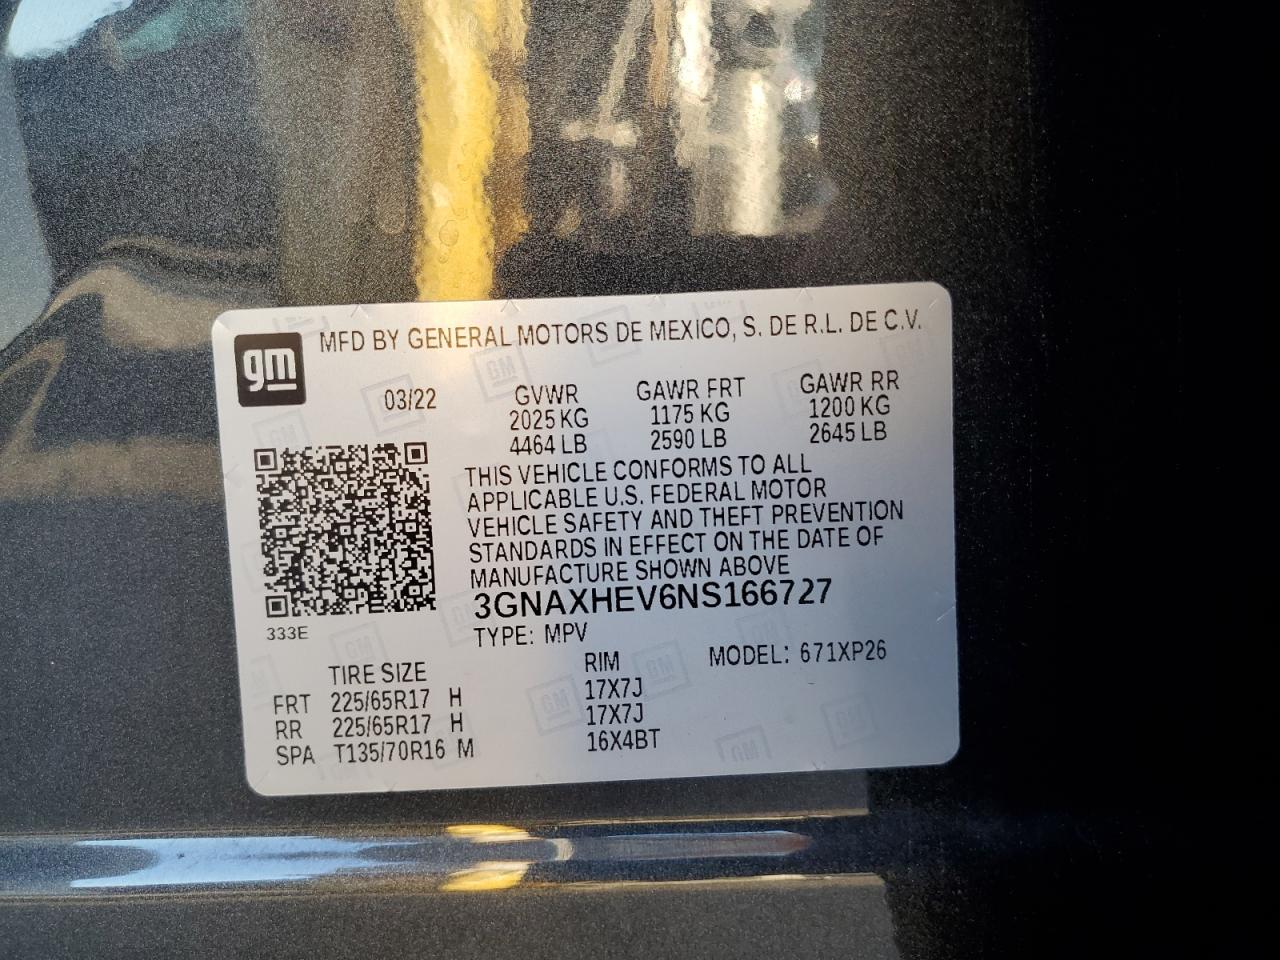 gm
MFD BY GENERAL MOTORS DE MEXICO, S. DE R.L. DE C.V.
03/22 GVWR GAWR FRT GAWR RR
2025 KG 1175 KG 1200 KG
4464 LB 2590 LB 2645 LB
THIS VEHICLE CONFORMS TO ALL
APPLICABLE U.S. FEDERAL MOTOR
VEHICLE SAFETY AND THEFT PREVENTION
STANDARDS IN EFFECT ON THE DATE OF
MANUFACTURE SHOWN ABOVE
3GNAXHEV6NS166727
333E
TYPE: MPV
TIRE SIZE RIM MODEL: 671XP26
FRT 225/65R17 H 17X7J
RR 225/65R17 H 17X7J
SPA T135/70R16 M 16X4BT